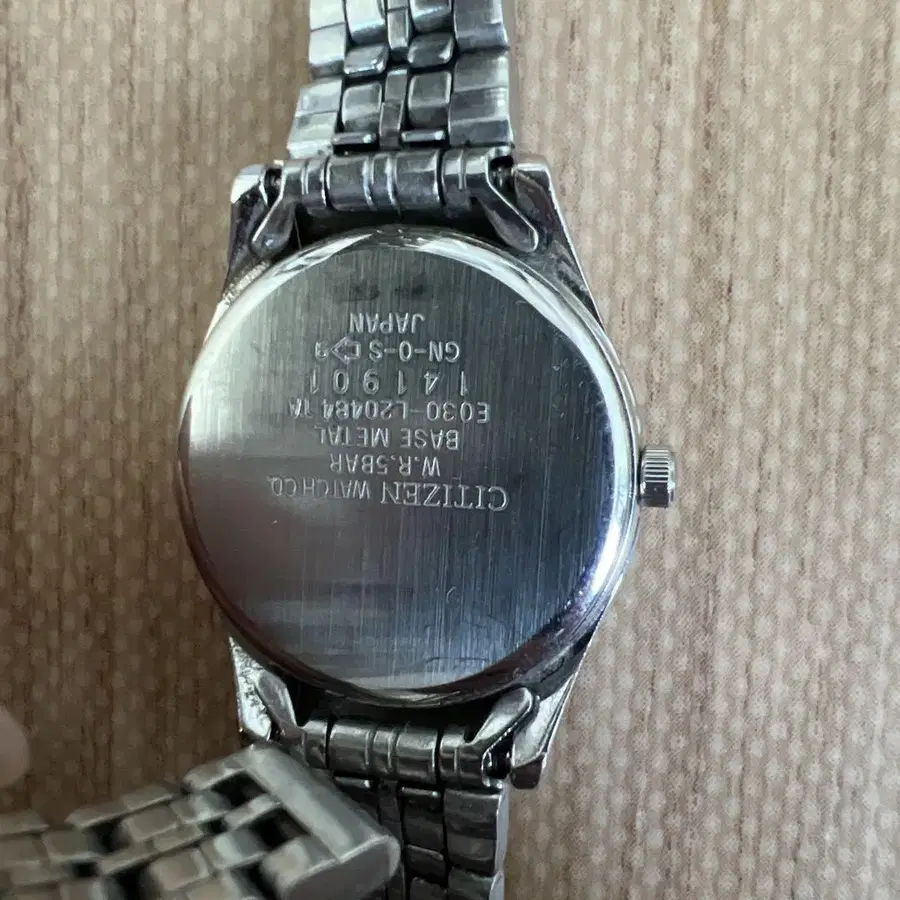 CITIZEN WATCH CO.
W.R.5BAR
BASE METAL
E030-L20484 TA
141901
GN-0-S
JAPAN